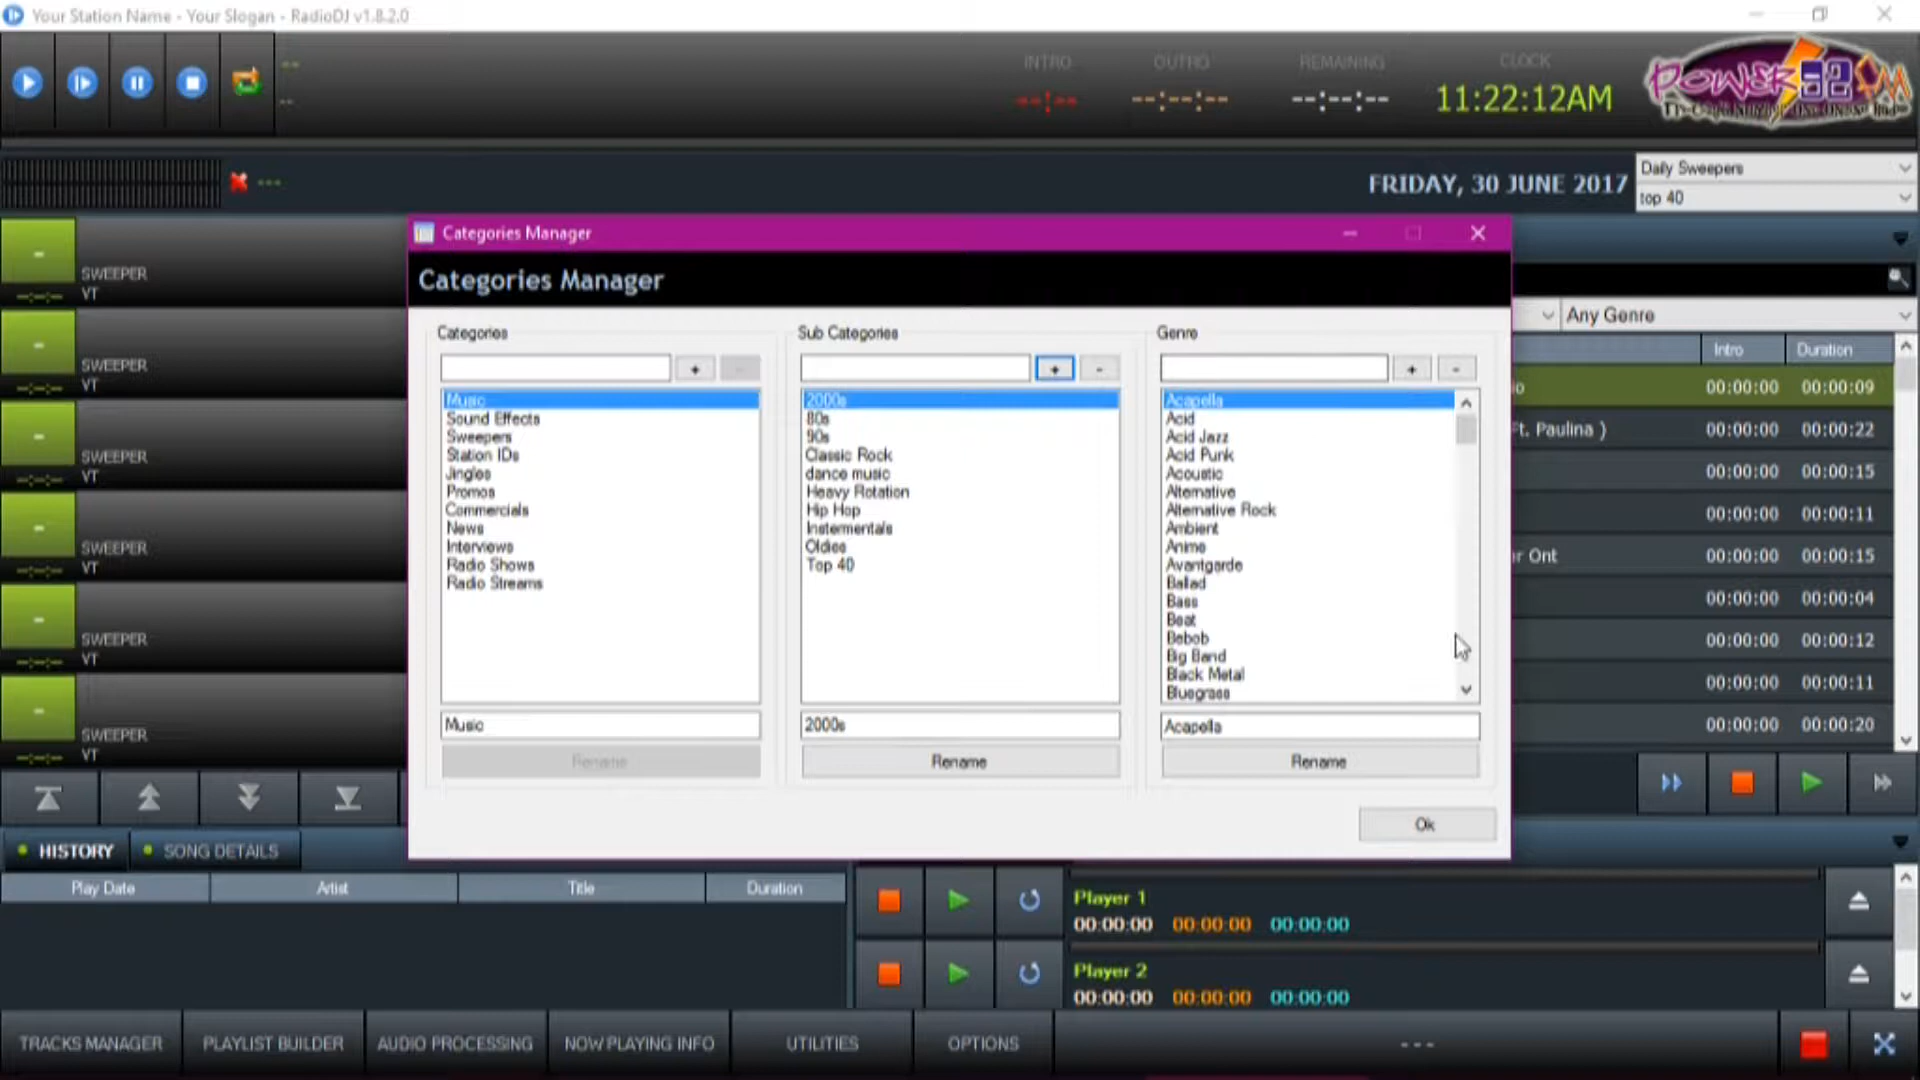 Your Station Name - Your Slogan - RadioDJ v1.8.2.0
INTRO OUTRO REMAINING CLOCK
--:-- --:--:-- --:--:-- 11:22:12AM
POWER 92 FM
FRIDAY, 30 JUNE 2017
Daily Sweepers
top 40
Categories Manager
Categories Manager
Any Genre
Intro Duration
Categories
Sub Categories
Genre
+ - + - + -
Music
Sound Effects
Sweepers
Station IDs
Jingles
Promos
Commercials
News
Interviews
Radio Shows
Radio Streams
Music
Rename
2000s
80s
90s
Classic Rock
dance music
Heavy Rotation
Hip Hop
Instermentals
Oldies
Top 40
2000s
Rename
Acapella
Acid
Acid Jazz
Acid Punk
Acoustic
Alternative
Alternative Rock
Ambient
Anime
Avantgarde
Ballad
Bass
Beat
Bebob
Big Band
Black Metal
Bluegrass
Acapella
Rename
Ok
SWEEPER
VT
SWEEPER
VT
SWEEPER
VT
SWEEPER
VT
SWEEPER
VT
SWEEPER
VT
io 00:00:00 00:00:09
Ft. Paulina ) 00:00:00 00:00:22
00:00:00 00:00:15
00:00:00 00:00:11
r Ont 00:00:00 00:00:15
00:00:00 00:00:04
00:00:00 00:00:12
00:00:00 00:00:11
00:00:00 00:00:20
HISTORY SONG DETAILS
Play Date Artist Title Duration
Player 1
00:00:00 00:00:00 00:00:00
Player 2
00:00:00 00:00:00 00:00:00
TRACKS MANAGER PLAYLIST BUILDER AUDIO PROCESSING NOW PLAYING INFO UTILITIES OPTIONS ---